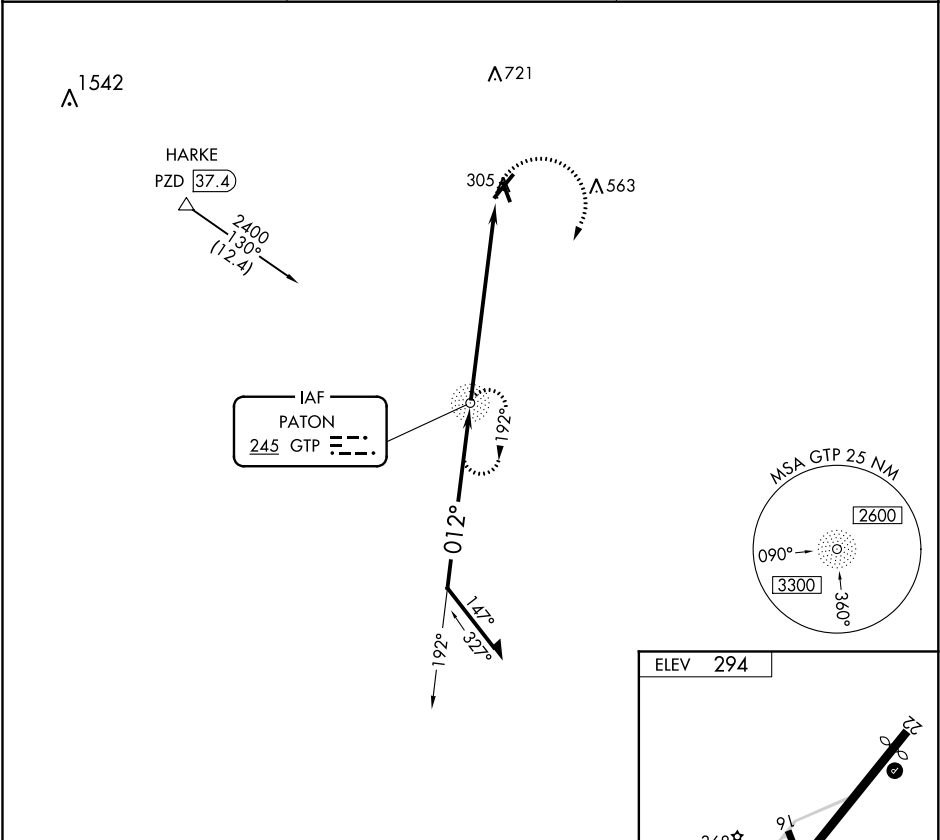 1542
721
HARKE
PZD 37.4
2400
130°
(12.4)
305
563
IAF
PATON
245 GTP
192°
012°
147°
327°
192°
MSA GTP 25 NM
2600
090°
3300
360°
ELEV 294
22
P
16